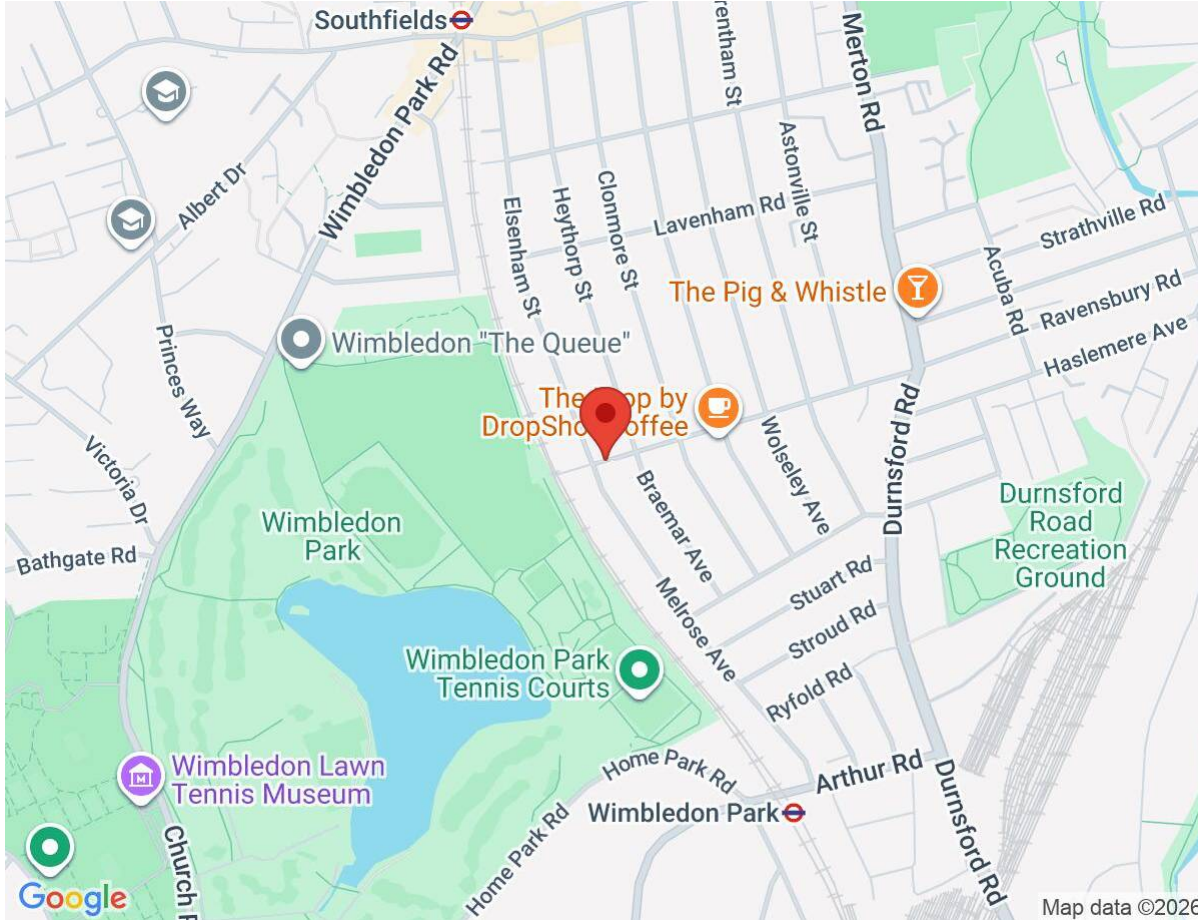 Southfields
Wimbledon Park Rd
Albert Dr
Princes Way
Victoria Dr
Bathgate Rd
Elsenham St
Heythorp St
Clonmore St
Lavenham Rd
Astonville St
Merton Rd
Acuba Rd
Strathville Rd
Ravensbury Rd
Haslemere Ave
The Pig & Whistle
Wimbledon "The Queue"
Coffee
Wolseley Ave
Durnsford Rd
Braemar Ave
Melrose Ave
Stuart Rd
Stroud Rd
Ryfold Rd
Durnsford
Road
Recreation
Ground
Wimbledon
Park
Wimbledon Park
Tennis Courts
Wimbledon Lawn
Tennis Museum
Home Park Rd
Home Park Rd
Arthur Rd
Wimbledon Park
Durnsford Rd
Church
Google
Map data ©2026